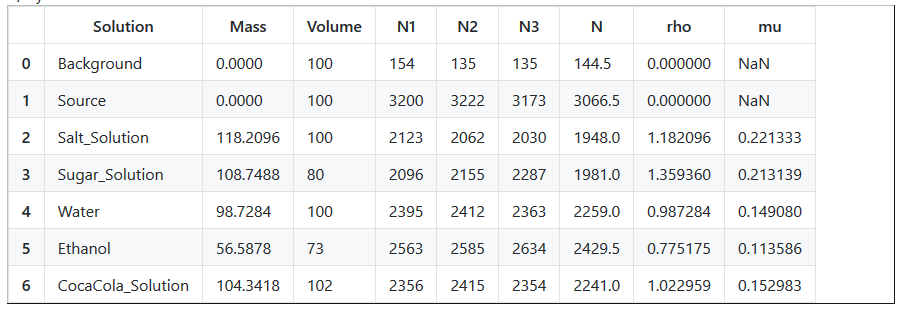 Solution Mass Volume N1 N2 N3 N rho mu
0 Background 0.0000 100 154 135 135 144.5 0.000000 NaN
1 Source 0.0000 100 3200 3222 3173 3066.5 0.000000 NaN
2 Salt_Solution 118.2096 100 2123 2062 2030 1948.0 1.182096 0.221333
3 Sugar_Solution 108.7488 80 2096 2155 2287 1981.0 1.359360 0.213139
4 Water 98.7284 100 2395 2412 2363 2259.0 0.987284 0.149080
5 Ethanol 56.5878 73 2563 2585 2634 2429.5 0.775175 0.113586
6 CocaCola_Solution 104.3418 102 2356 2415 2354 2241.0 1.022959 0.152983